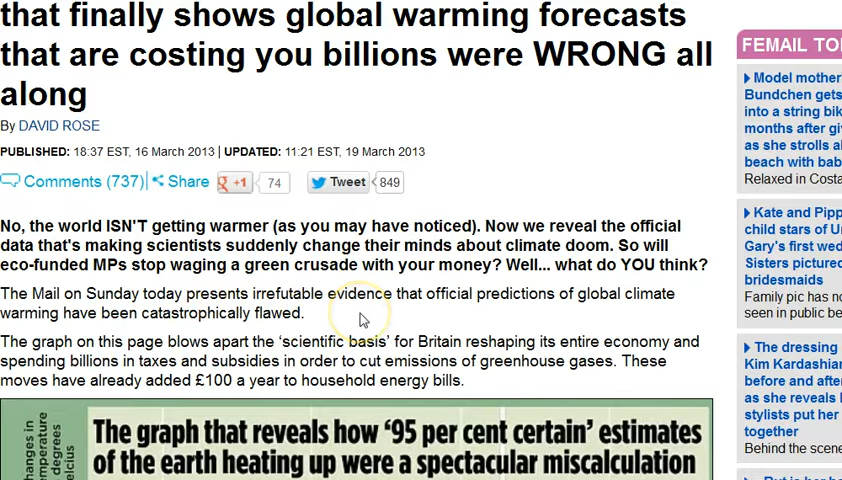 that finally shows global warming forecasts
that are costing you billions were WRONG all
along
By DAVID ROSE
PUBLISHED: 18:37 EST, 16 March 2013 | UPDATED: 11:21 EST, 19 March 2013
Comments (737) Share +1 74 Tweet 849
No, the world ISN'T getting warmer (as you may have noticed). Now we reveal the official
data that's making scientists suddenly change their minds about climate doom. So will
eco-funded MPs stop waging a green crusade with your money? Well... what do YOU think?
The Mail on Sunday today presents irrefutable evidence that official predictions of global climate
warming have been catastrophically flawed.
The graph on this page blows apart the ‘scientific basis’ for Britain reshaping its entire economy and
spending billions in taxes and subsidies in order to cut emissions of greenhouse gases. These
moves have already added £100 a year to household energy bills.
The graph that reveals how ‘95 per cent certain’ estimates
of the earth heating up were a spectacular miscalculation
FEMAIL TO
Model mother
Bundchen gets
into a string bik
months after giv
as she strolls al
beach with bab
Relaxed in Costa
Kate and Pipp
child stars of U
Gary's first wed
Sisters pictured
bridesmaids
Family pic has no
seen in public be
The dressing
Kim Kardashian
before and after
as she reveals l
stylists put her
together
Behind the scene